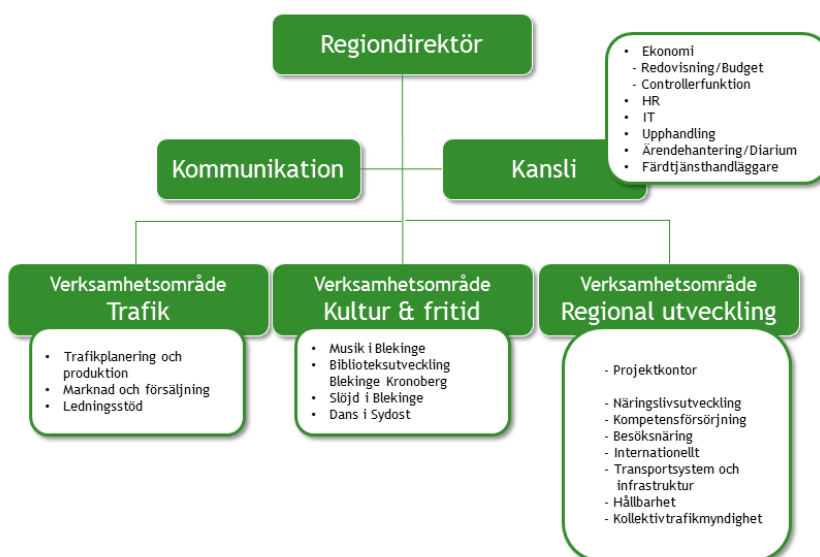 Regiondirektör
• Ekonomi
- Redovisning/Budget
- Controllerfunktion
• HR
• IT
• Upphandling
• Ärendehantering/Diarium
• Färdtjänsthandläggare
Kommunikation
Kansli
Verksamhetsområde
Trafik
• Trafikplanering och
produktion
• Marknad och försäljning
• Ledningsstöd
Verksamhetsområde
Kultur & fritid
• Musik i Blekinge
• Biblioteksutveckling
Blekinge Kronoberg
• Slöjd i Blekinge
• Dans i Sydost
Verksamhetsområde
Regional utveckling
- Projektkontor
- Näringslivsutveckling
- Kompetensförsörjning
- Besöksnäring
- Internationellt
- Transportsystem och
infrastruktur
- Hållbarhet
- Kollektivtrafikmyndighet